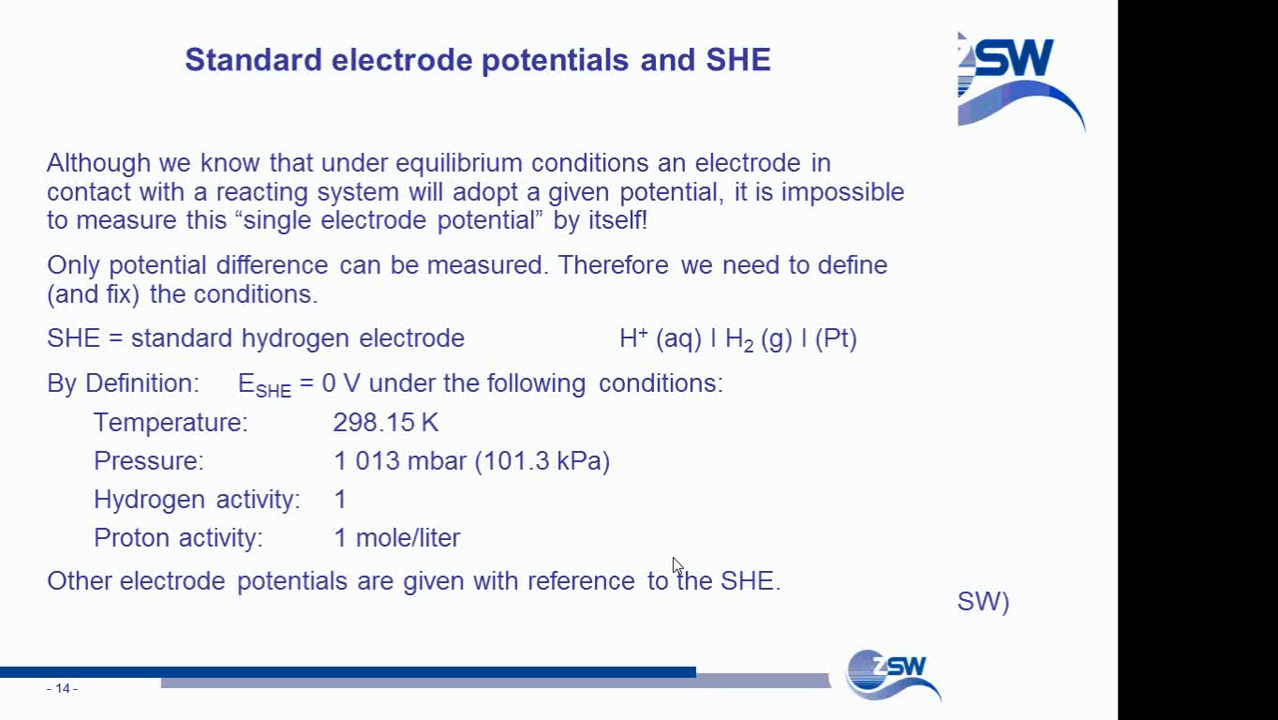 Standard electrode potentials and SHE
ZSW
Although we know that under equilibrium conditions an electrode in
contact with a reacting system will adopt a given potential, it is impossible
to measure this “single electrode potential” by itself!
Only potential difference can be measured. Therefore we need to define
(and fix) the conditions.
SHE = standard hydrogen electrode H⁺ (aq) | H₂ (g) | (Pt)
By Definition: E_SHE = 0 V under the following conditions:
Temperature: 298.15 K
Pressure: 1 013 mbar (101.3 kPa)
Hydrogen activity: 1
Proton activity: 1 mole/liter
Other electrode potentials are given with reference to the SHE.
SW)
- 14 -
ZSW